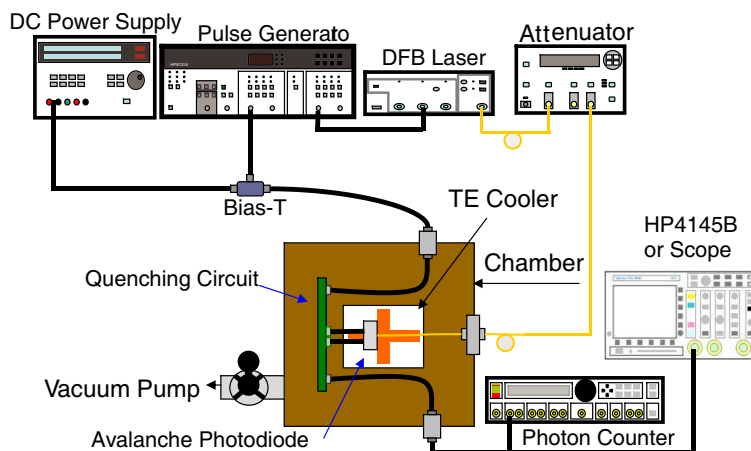 DC Power Supply
Pulse Generato
DFB Laser
Attenuator
HP8131A
Bias-T
TE Cooler
HP4145B
or Scope
Quenching Circuit
Chamber
Vacuum Pump
Avalanche Photodiode
Photon Counter